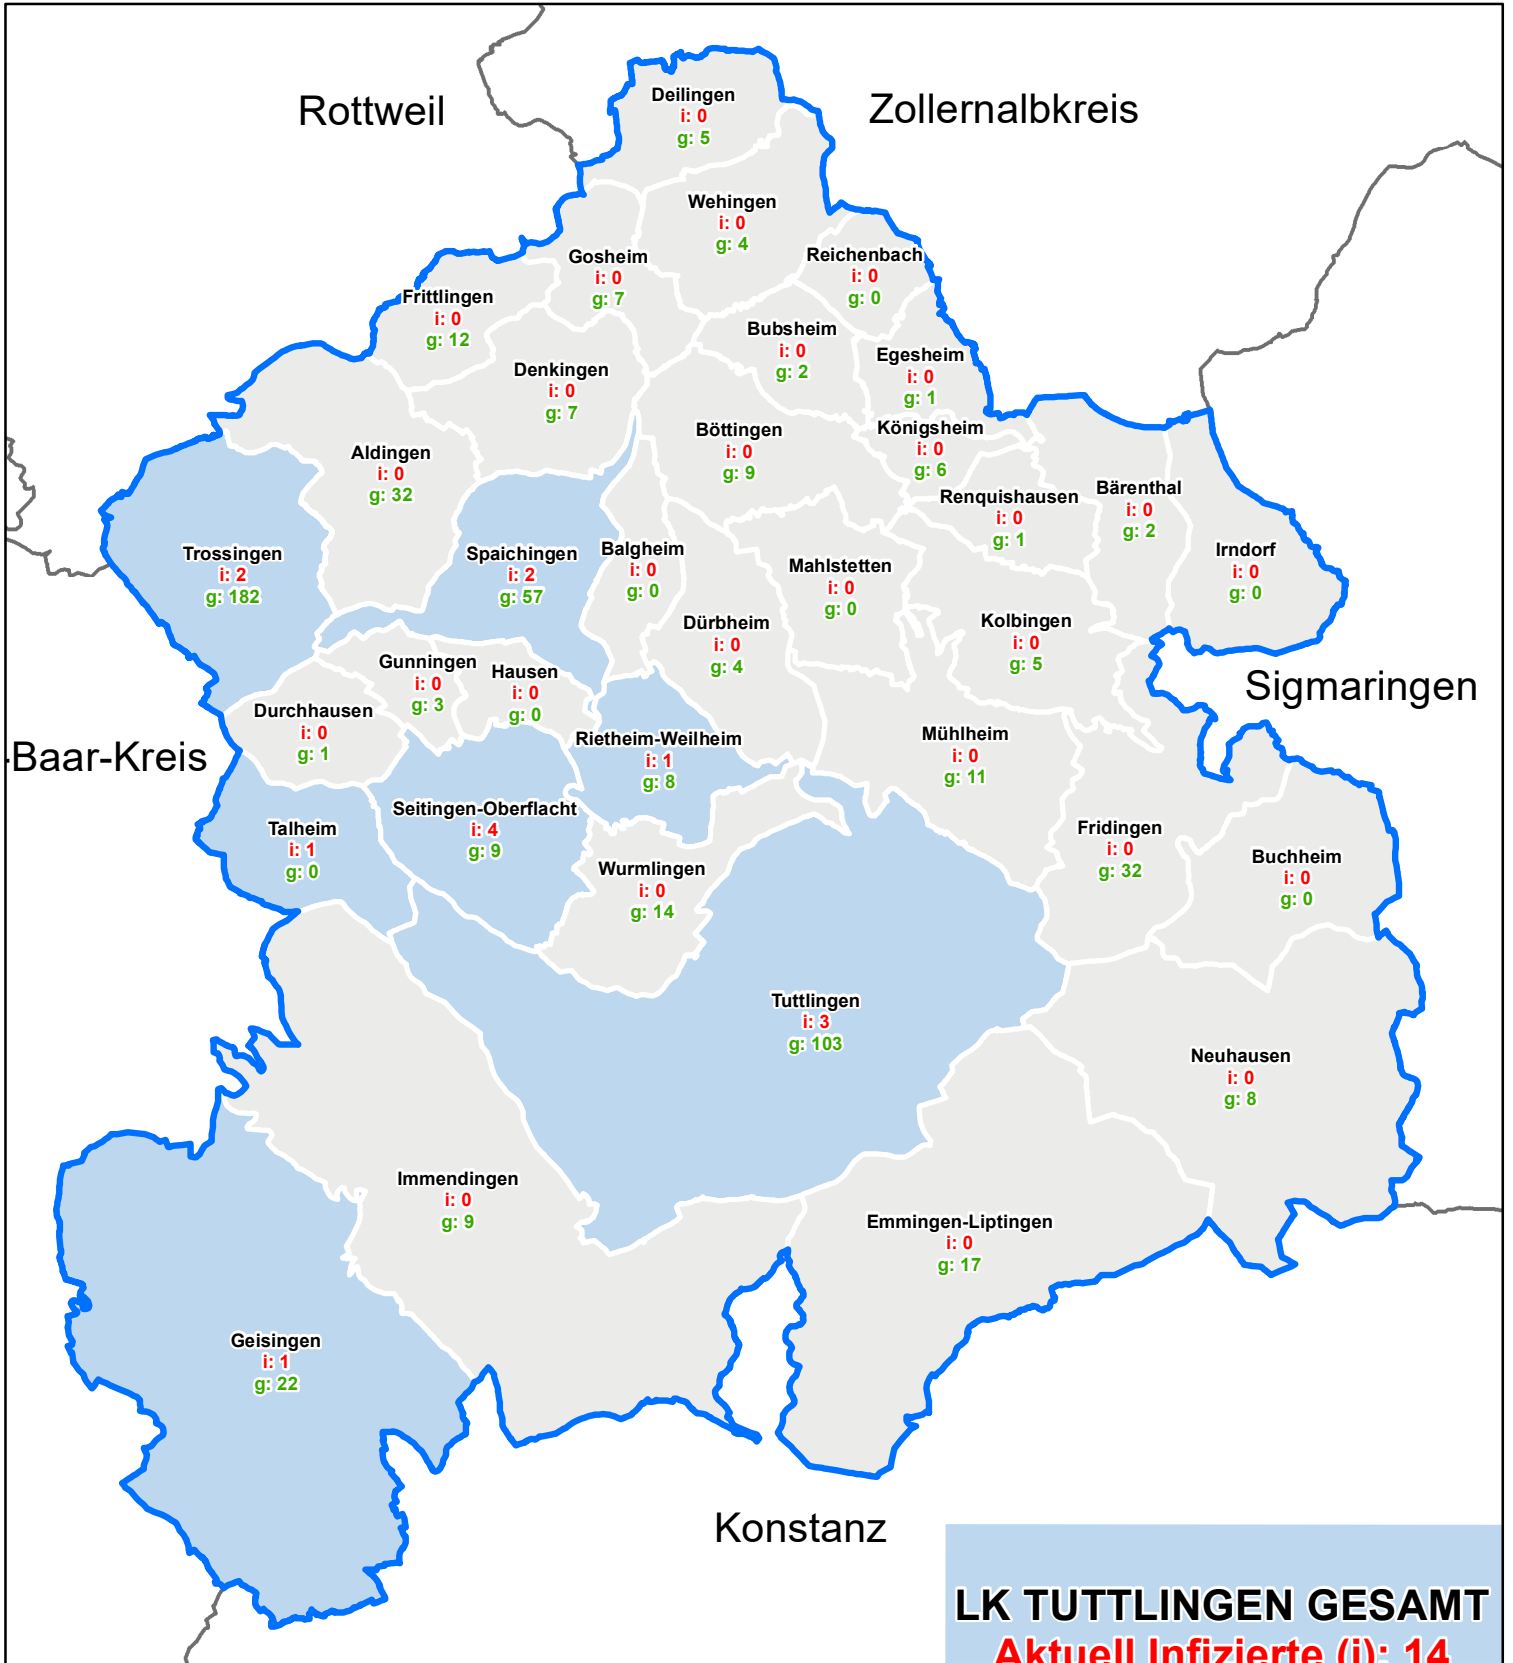 Rottweil
Zollernalbkreis
Deilingen
i: 0
g: 5
Wehingen
i: 0
g: 4
Gosheim
i: 0
g: 7
Reichenbach
i: 0
g: 0
Frittlingen
i: 0
g: 12
Bubsheim
i: 0
g: 2
Egesheim
i: 0
g: 1
Denkingen
i: 0
g: 7
Böttingen
i: 0
g: 9
Königsheim
i: 0
g: 6
Aldingen
i: 0
g: 32
Renquishausen
i: 0
g: 1
Bärenthal
i: 0
g: 2
Irndorf
i: 0
g: 0
Trossingen
i: 2
g: 182
Spaichingen
i: 2
g: 57
Balgheim
i: 0
g: 0
Mahlstetten
i: 0
g: 0
Dürbheim
i: 0
g: 4
Kolbingen
i: 0
g: 5
Gunningen
i: 0
g: 3
Hausen
i: 0
g: 0
Sigmaringen
Durchhausen
i: 0
g: 1
-Baar-Kreis
Rietheim-Weilheim
i: 1
g: 8
Mühlheim
i: 0
g: 11
Seitingen-Oberflacht
i: 4
g: 9
Talheim
i: 1
g: 0
Fridingen
i: 0
g: 32
Buchheim
i: 0
g: 0
Wurmlingen
i: 0
g: 14
Tuttlingen
i: 3
g: 103
Neuhausen
i: 0
g: 8
Immendingen
i: 0
g: 9
Emmingen-Liptingen
i: 0
g: 17
Geisingen
i: 1
g: 22
Konstanz
LK TUTTLINGEN GESAMT
Aktuell Infizierte (i): 14